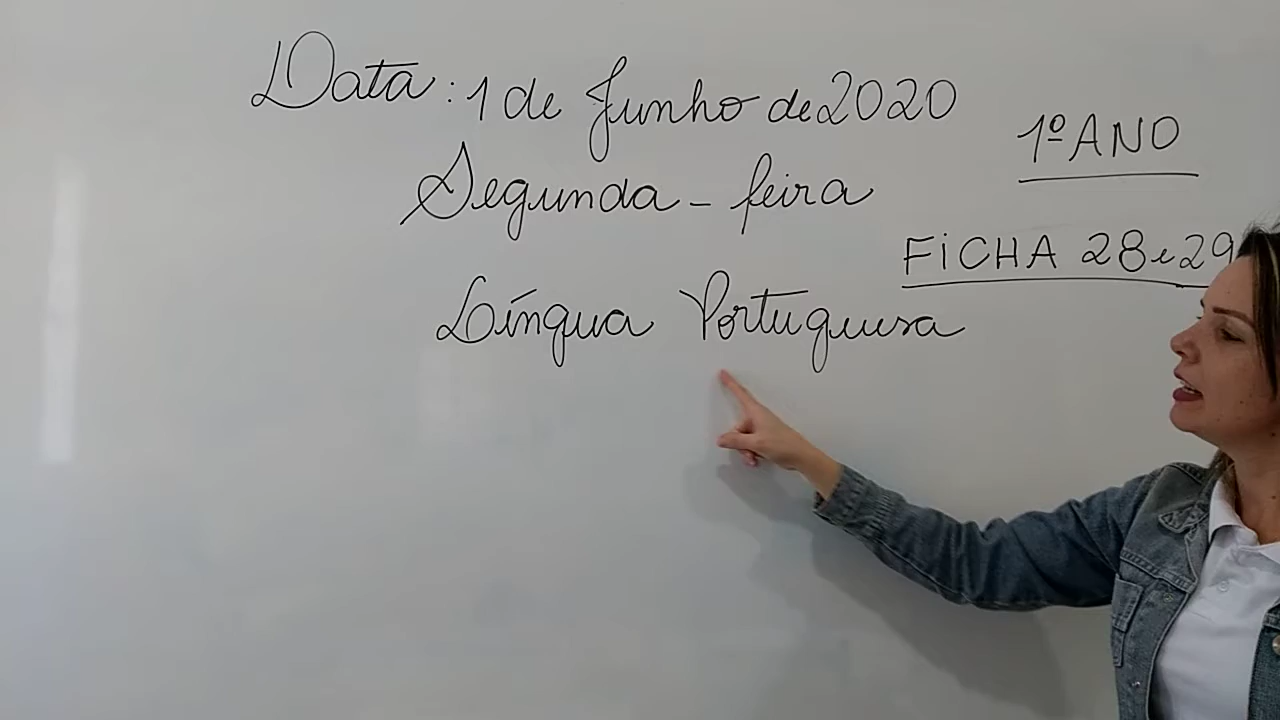 Data: 1 de Junho de 2020
1º ANO
Segunda-feira
FICHA 28 e 29
Língua Portuguesa